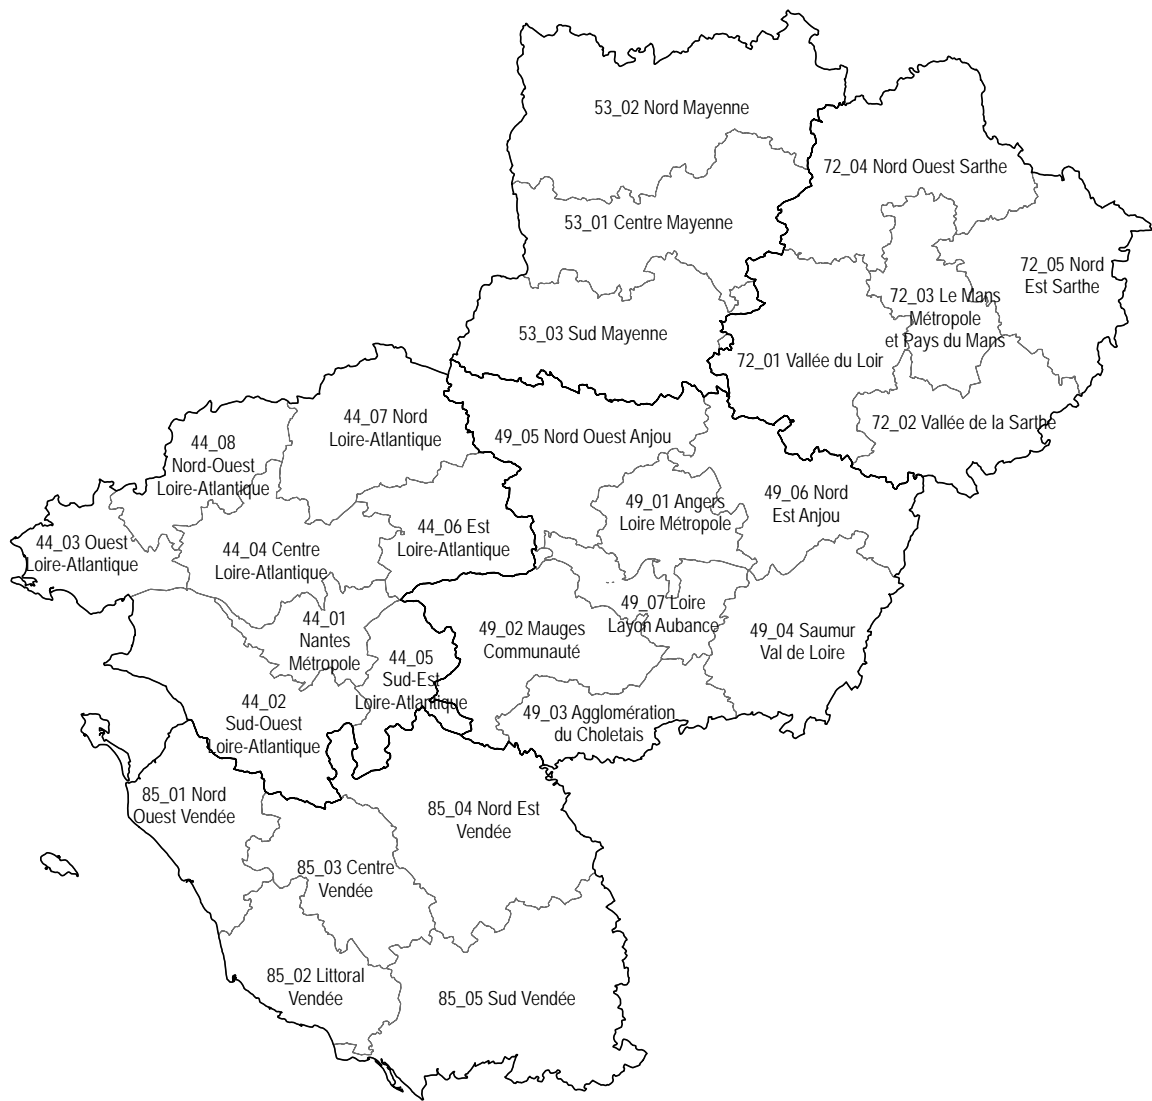 53_02 Nord Mayenne
72_04 Nord Ouest Sarthe
53_01 Centre Mayenne
72_05 Nord
Est Sarthe
72_03 Le Mans
Métropole
et Pays du Mans
53_03 Sud Mayenne
72_01 Vallée du Loir
72_02 Vallée de la Sarthe
44_07 Nord
Loire-Atlantique
49_05 Nord Ouest Anjou
44_08
Nord-Ouest
Loire-Atlantique
49_01 Angers
Loire Métropole
49_06 Nord
Est Anjou
44_03 Ouest
Loire-Atlantique
44_04 Centre
Loire-Atlantique
44_06 Est
Loire-Atlantique
44_01
Nantes
Métropole
49_02 Mauges
Communauté
49_07 Loire
Layon Aubance
49_04 Saumur
Val de Loire
44_05
Sud-Est
Loire-Atlantique
44_02
Sud-Ouest
Loire-Atlantique
49_03 Agglomération
du Choletais
85_01 Nord
Ouest Vendée
85_04 Nord Est
Vendée
85_03 Centre
Vendée
85_02 Littoral
Vendée
85_05 Sud Vendée